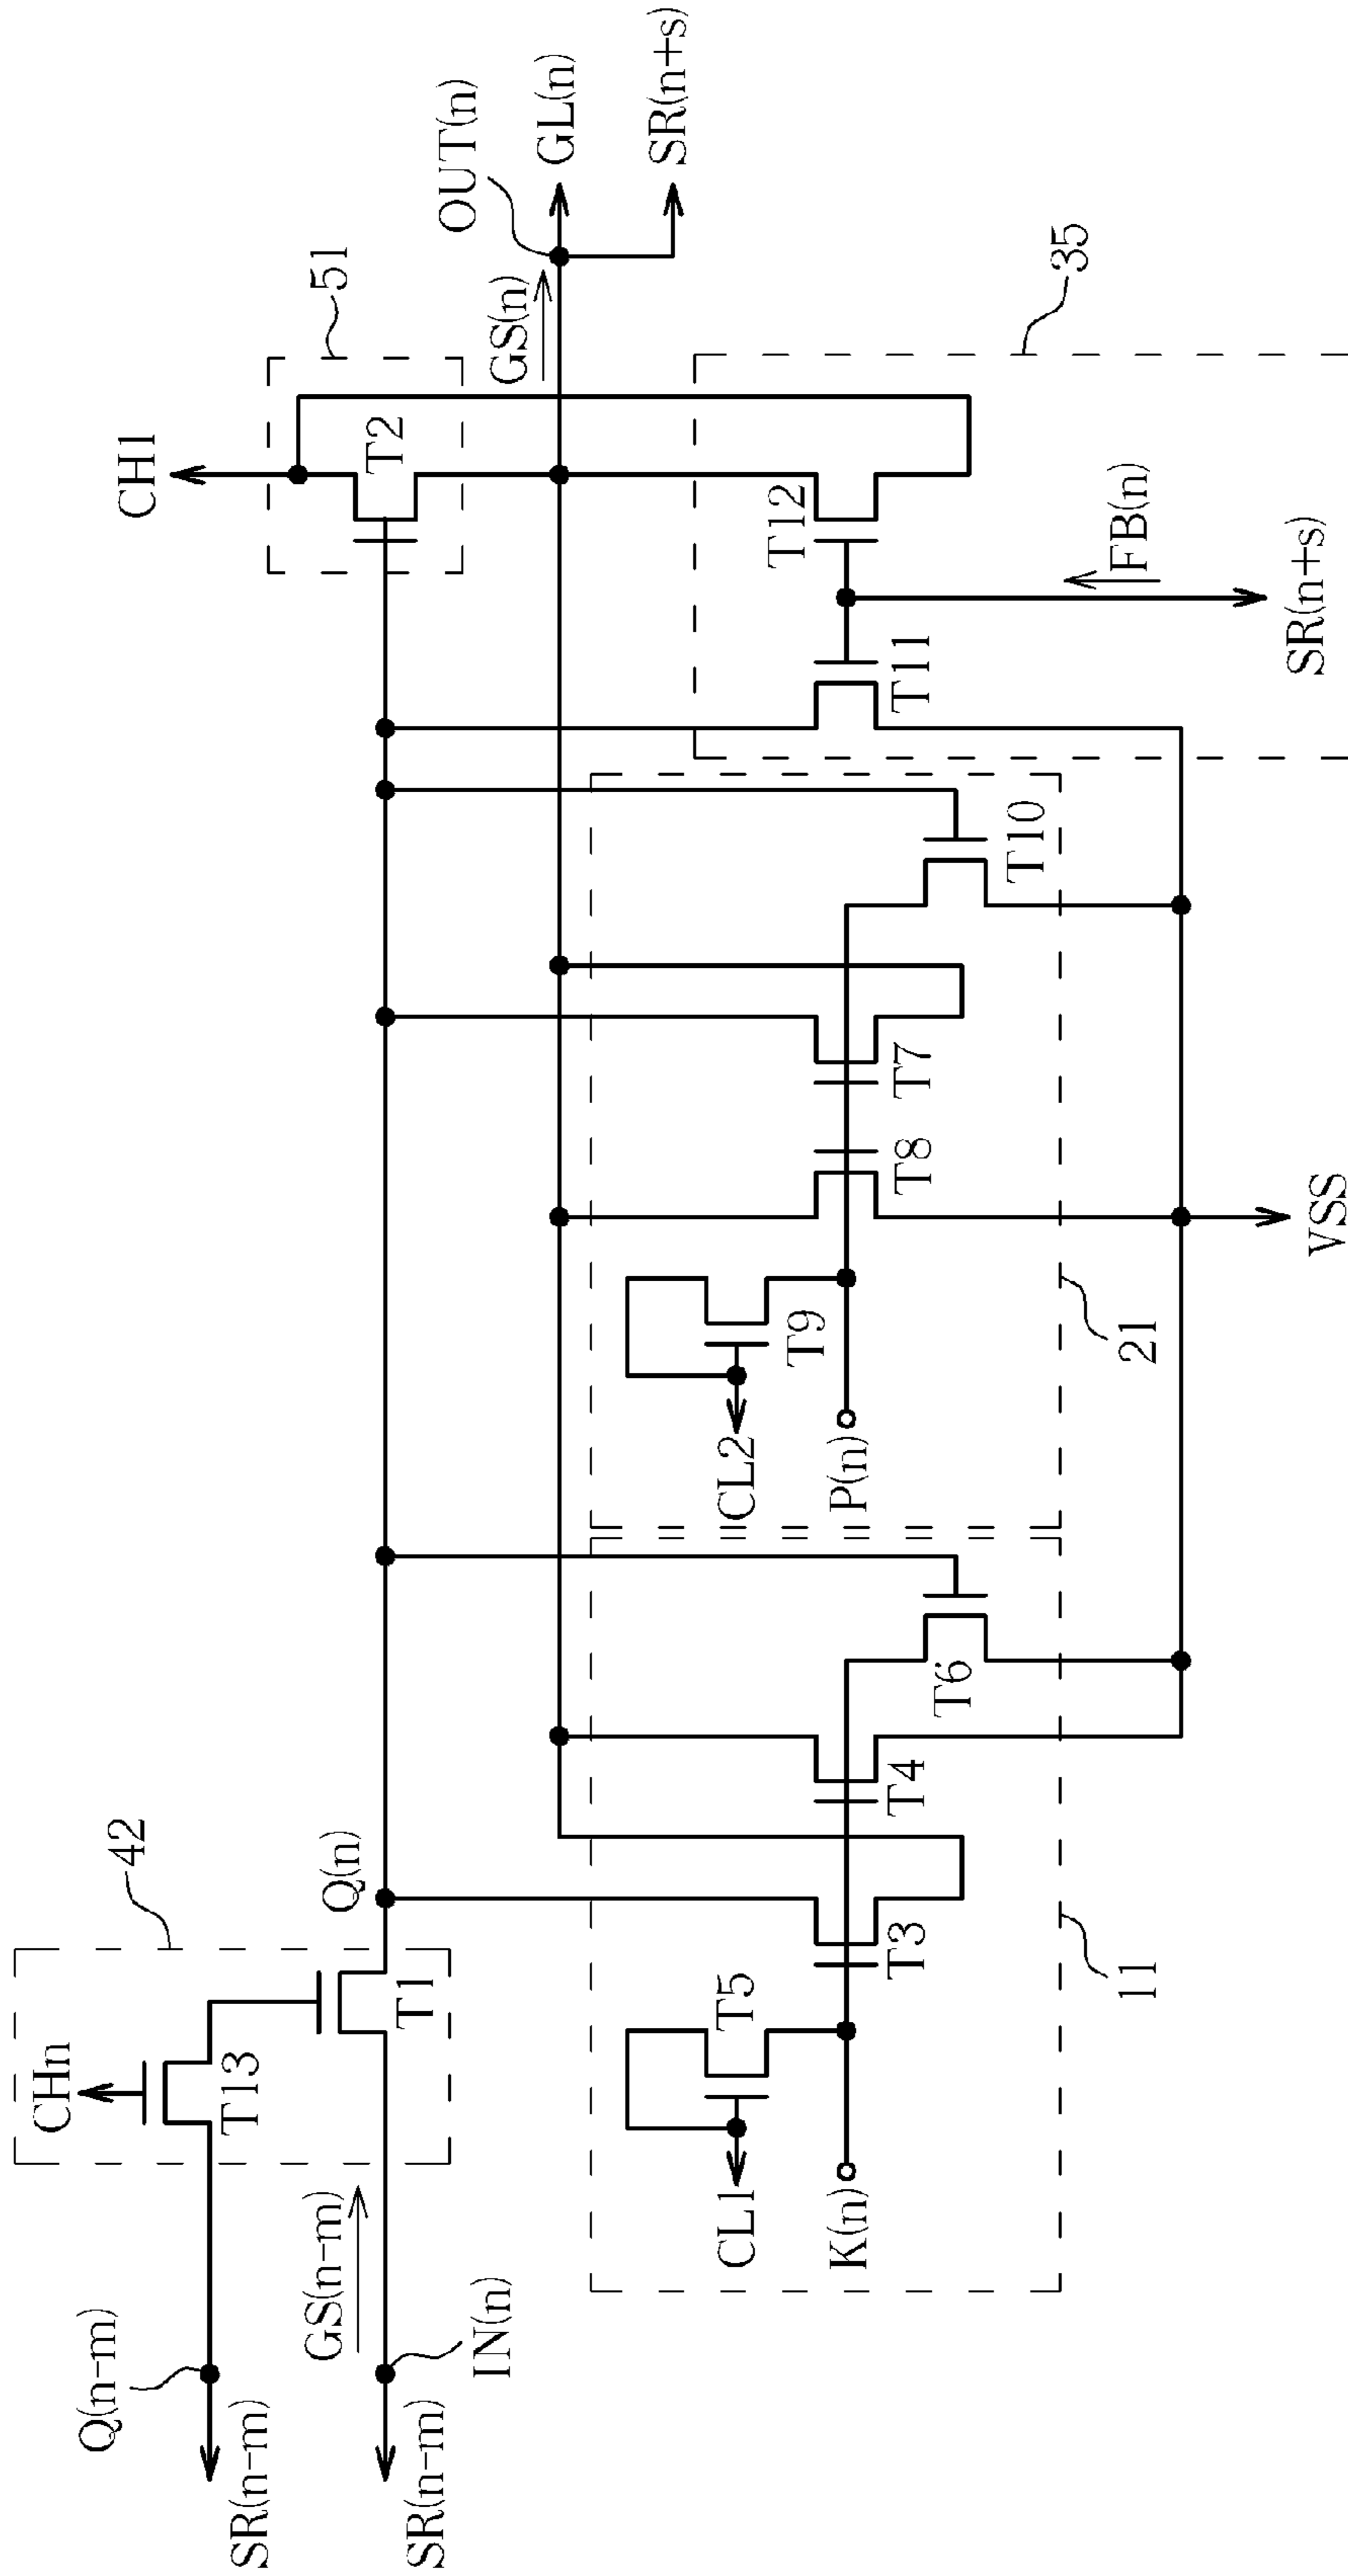 CH1
51
T2
OUT(n)
GS(n)
GL(n)
SR(n+s)
CHn
42
T13
Q(n-m)
SR(n-m)
T1
Q(n)
GS(n-m)
IN(n)
SR(n-m)
CL1
T5
K(n)
T3
T4
T6
11
CL2
T9
P(n)
T8
T7
T10
21
T11
T12
35
FB(n)
SR(n+s)
VSS